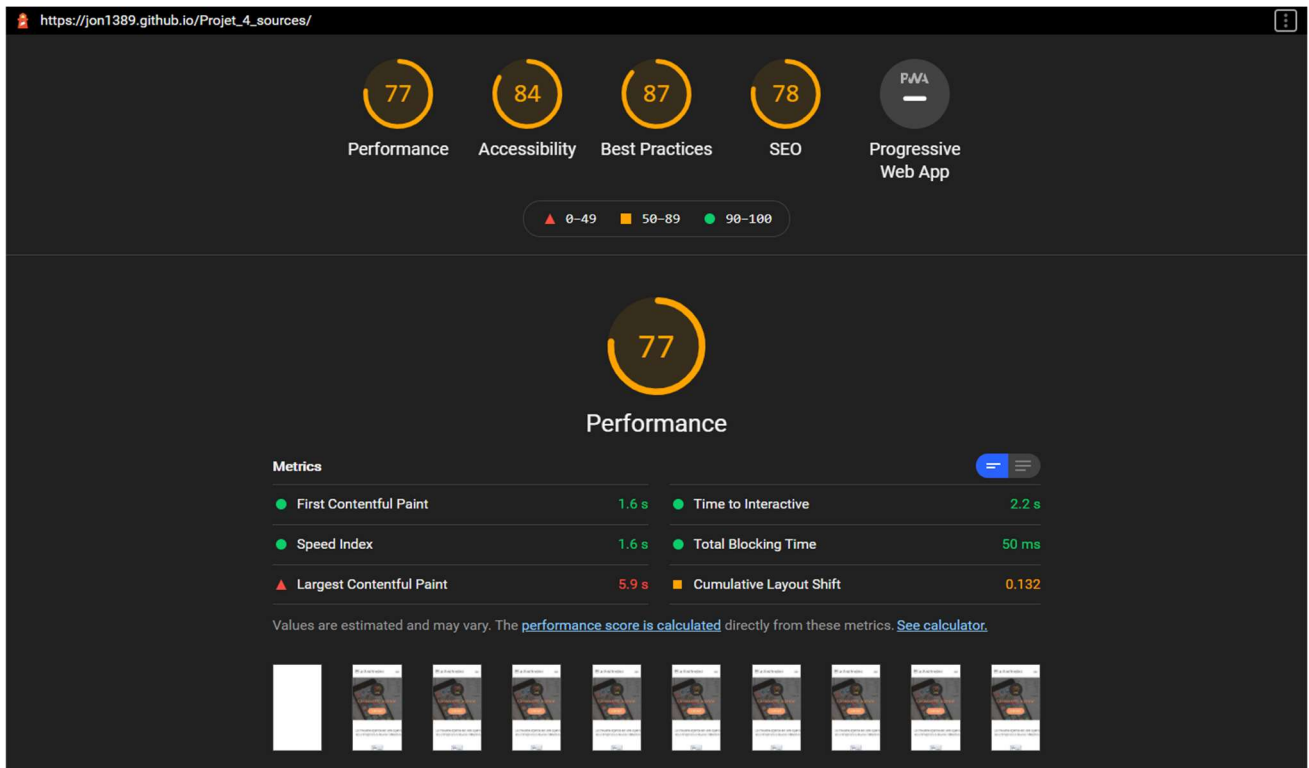 https://jon1389.github.io/Projet_4_sources/
77 84 87 78 PWA
Performance Accessibility Best Practices SEO Progressive
Web App
0–49 50–89 90–100
77
Performance
Metrics
First Contentful Paint 1.6 s Time to Interactive 2.2 s
Speed Index 1.6 s Total Blocking Time 50 ms
Largest Contentful Paint 5.9 s Cumulative Layout Shift 0.132
Values are estimated and may vary. The performance score is calculated directly from these metrics. See calculator.